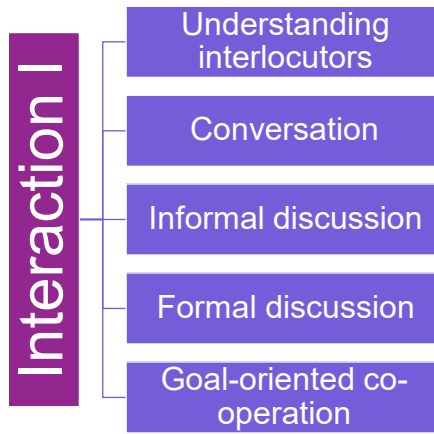 Interaction I
Understanding
interlocutors
Conversation
Informal discussion
Formal discussion
Goal-oriented co-
operation